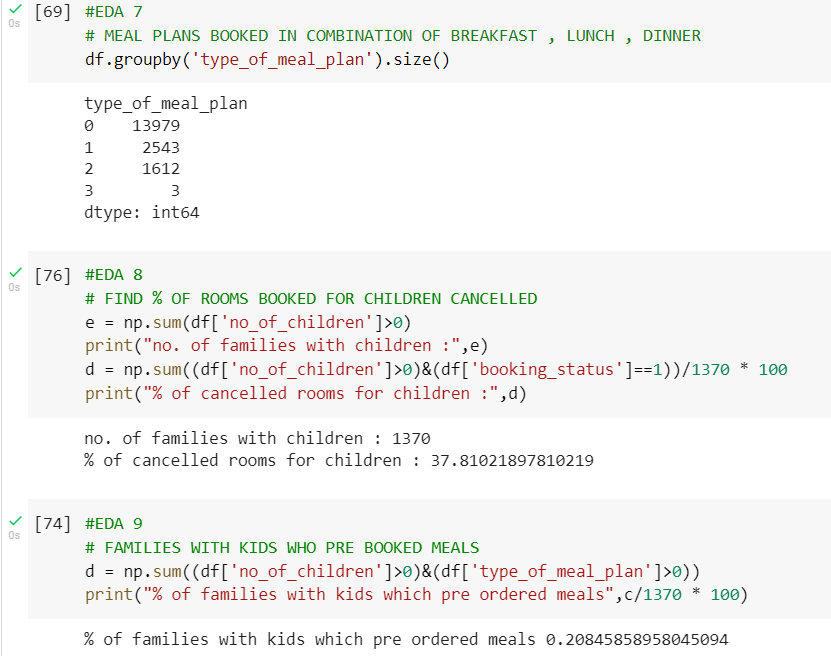 [69] #EDA 7
0s
# MEAL PLANS BOOKED IN COMBINATION OF BREAKFAST , LUNCH , DINNER
df.groupby('type_of_meal_plan').size()
type_of_meal_plan
0 13979
1 2543
2 1612
3 3
dtype: int64
[76] #EDA 8
0s
# FIND % OF ROOMS BOOKED FOR CHILDREN CANCELLED
e = np.sum(df['no_of_children']>0)
print("no. of families with children :",e)
d = np.sum((df['no_of_children']>0)&(df['booking_status']==1))/1370 * 100
print("% of cancelled rooms for children :",d)
no. of families with children : 1370
% of cancelled rooms for children : 37.81021897810219
[74] #EDA 9
0s
# FAMILIES WITH KIDS WHO PRE BOOKED MEALS
d = np.sum((df['no_of_children']>0)&(df['type_of_meal_plan']>0))
print("% of families with kids which pre ordered meals",c/1370 * 100)
% of families with kids which pre ordered meals 0.20845858958045094